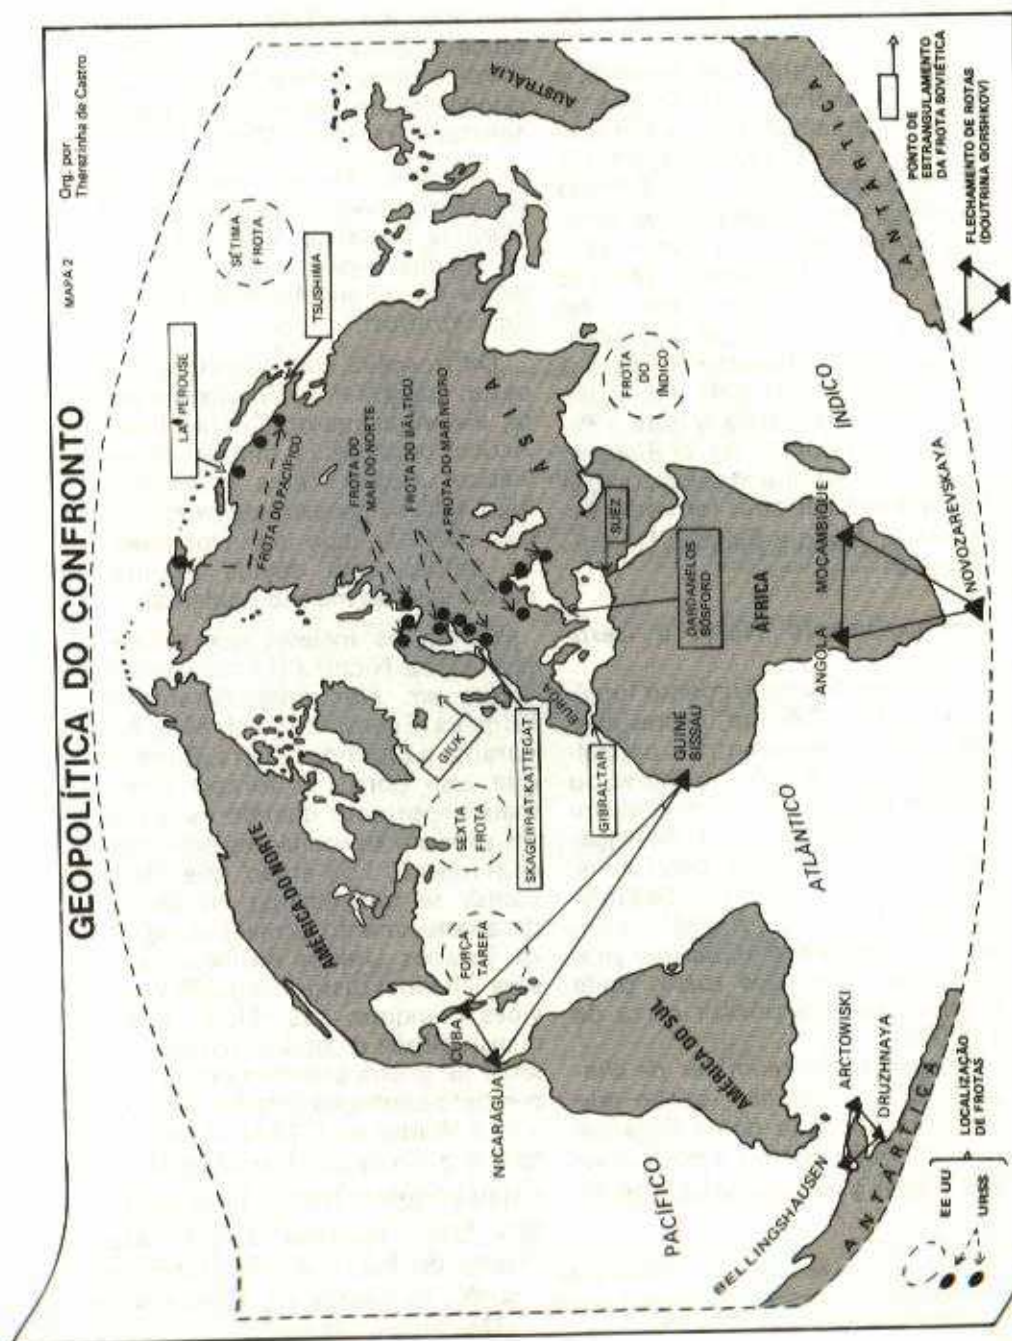 GEOPOLÍTICA DO CONFRONTO
MAPA 2
Org. por
Therezinha de Castro
LA PEROUSE
SÉTIMA
FROTA
TSUSHIMA
FROTA DO PACÍFICO
FROTA DO
MAR DO NORTE
FROTA DO BÁLTICO
FROTA DO MAR NEGRO
AMÉRICA DO NORTE
GIUK
SEXTA
FROTA
SKAGERRAT-KATTEGAT
EUROPA
GIBRALTAR
ÁSIA
SUEZ
DARDANELOS
BÓSFORO
FROTA
DO
ÍNDICO
AUSTRÁLIA
FORÇA
TAREFA
CUBA
NICARÁGUA
GUINÉ
BISSAU
ÁFRICA
ANGOLA
MOÇAMBIQUE
ÍNDICO
ATLÂNTICO
PACÍFICO
AMÉRICA DO SUL
NOVOZAREVSKAYA
ARCTOWISKI
DRUZHNAYA
BELLINGSHAUSEN
ANTÁRTICA
ANTÁRTICA
EE UU
URSS
LOCALIZAÇÃO
DE FROTAS
FLECHAMENTO DE ROTAS
(DOUTRINA GORSHKOV)
PONTO DE
ESTRANGULAMENTO
DA FROTA SOVIÉTICA